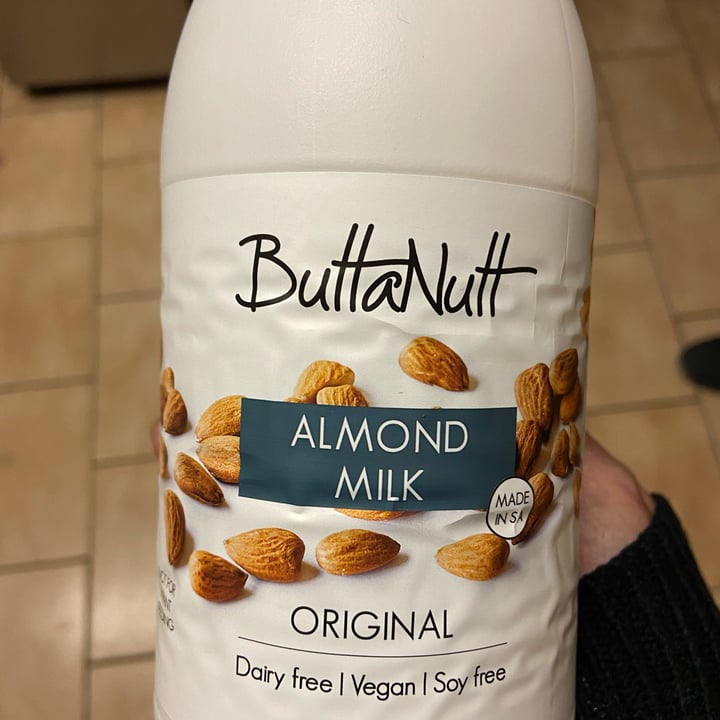 ButtaNutt
ALMOND
MILK
MADE
IN SA
ORIGINAL
Dairy free | Vegan | Soy free